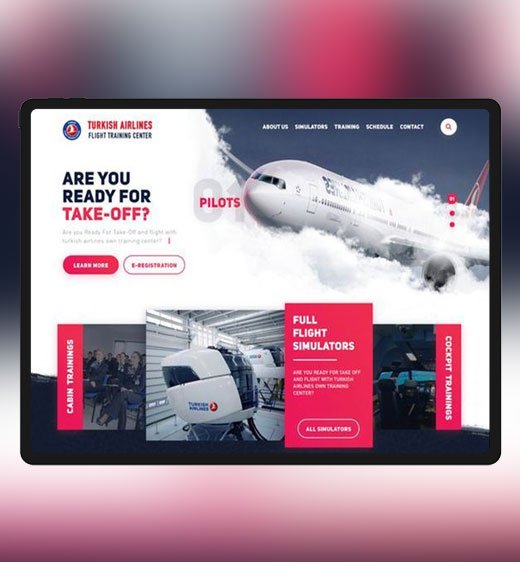 TURKISH AIRLINES
FLIGHT TRAINING CENTER
ABOUT US SIMULATORS TRAINING SCHEDULE CONTACT
ARE YOU
READY FOR
TAKE-OFF?
Are you Ready For Take-Off and flight with
turkish airlines own training center?
LEARN MORE
E-REGISTRATION
01
PILOTS
01
CABIN TRAININGS
TURKISH
AIRLINES
FULL
FLIGHT
SIMULATORS
ARE YOU READY FOR TAKE OFF
AND FLIGHT WITH TURKISH
AIRLINES OWN TRAINING
CENTER?
ALL SIMULATORS
COCKPIT TRAININGS